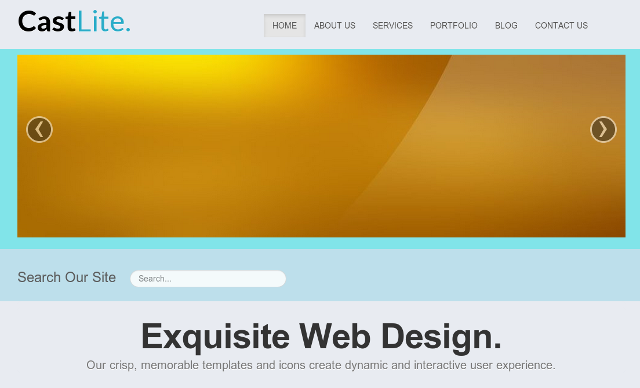 CastLite.
HOME ABOUT US SERVICES PORTFOLIO BLOG CONTACT US
Search Our Site Search...
Exquisite Web Design.
Our crisp, memorable templates and icons create dynamic and interactive user experience.